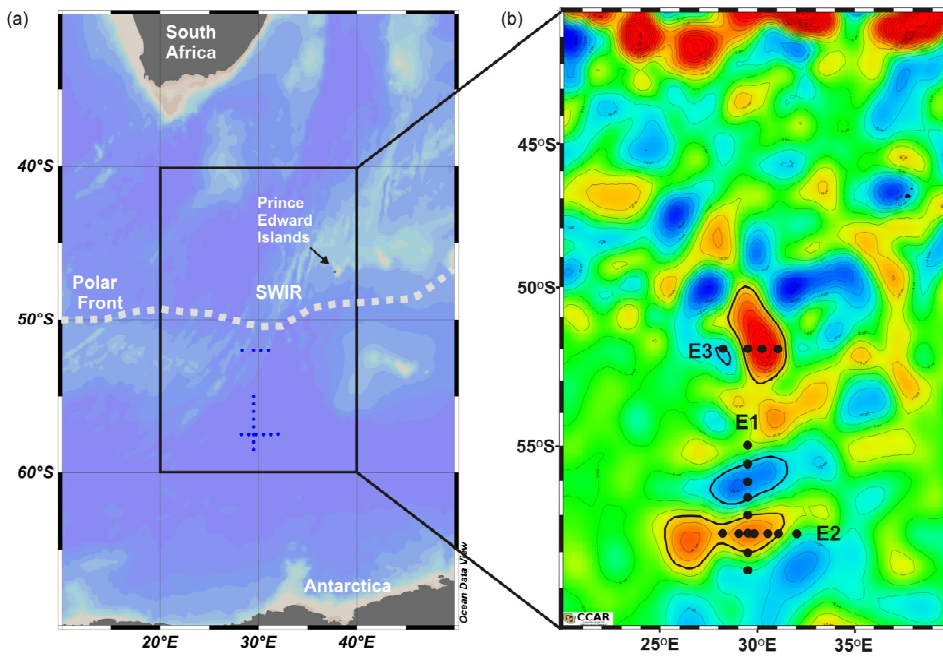 (a)
South
Africa
40°S
Prince
Edward
Islands
Polar
Front
SWIR
50°S
60°S
Antarctica
Ocean Data View
20°E
30°E
40°E
(b)
45°S
50°S
E3
E1
55°S
E2
CCAR
25°E
30°E
35°E